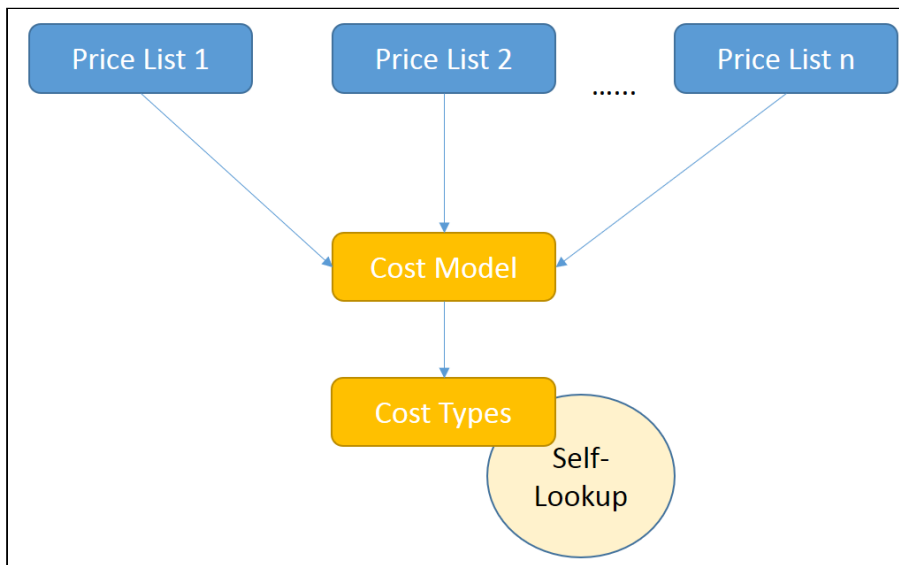 Price List 1
Price List 2
......
Price List n
Cost Model
Cost Types
Self-
Lookup